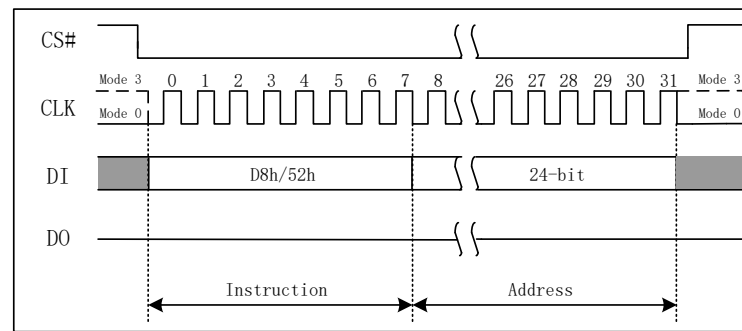 CS#
Mode 3 0 1 2 3 4 5 6 7 8 26 27 28 29 30 31 Mode 3
CLK
Mode 0 Mode 0
DI D8h/52h 24-bit
DO
Instruction Address